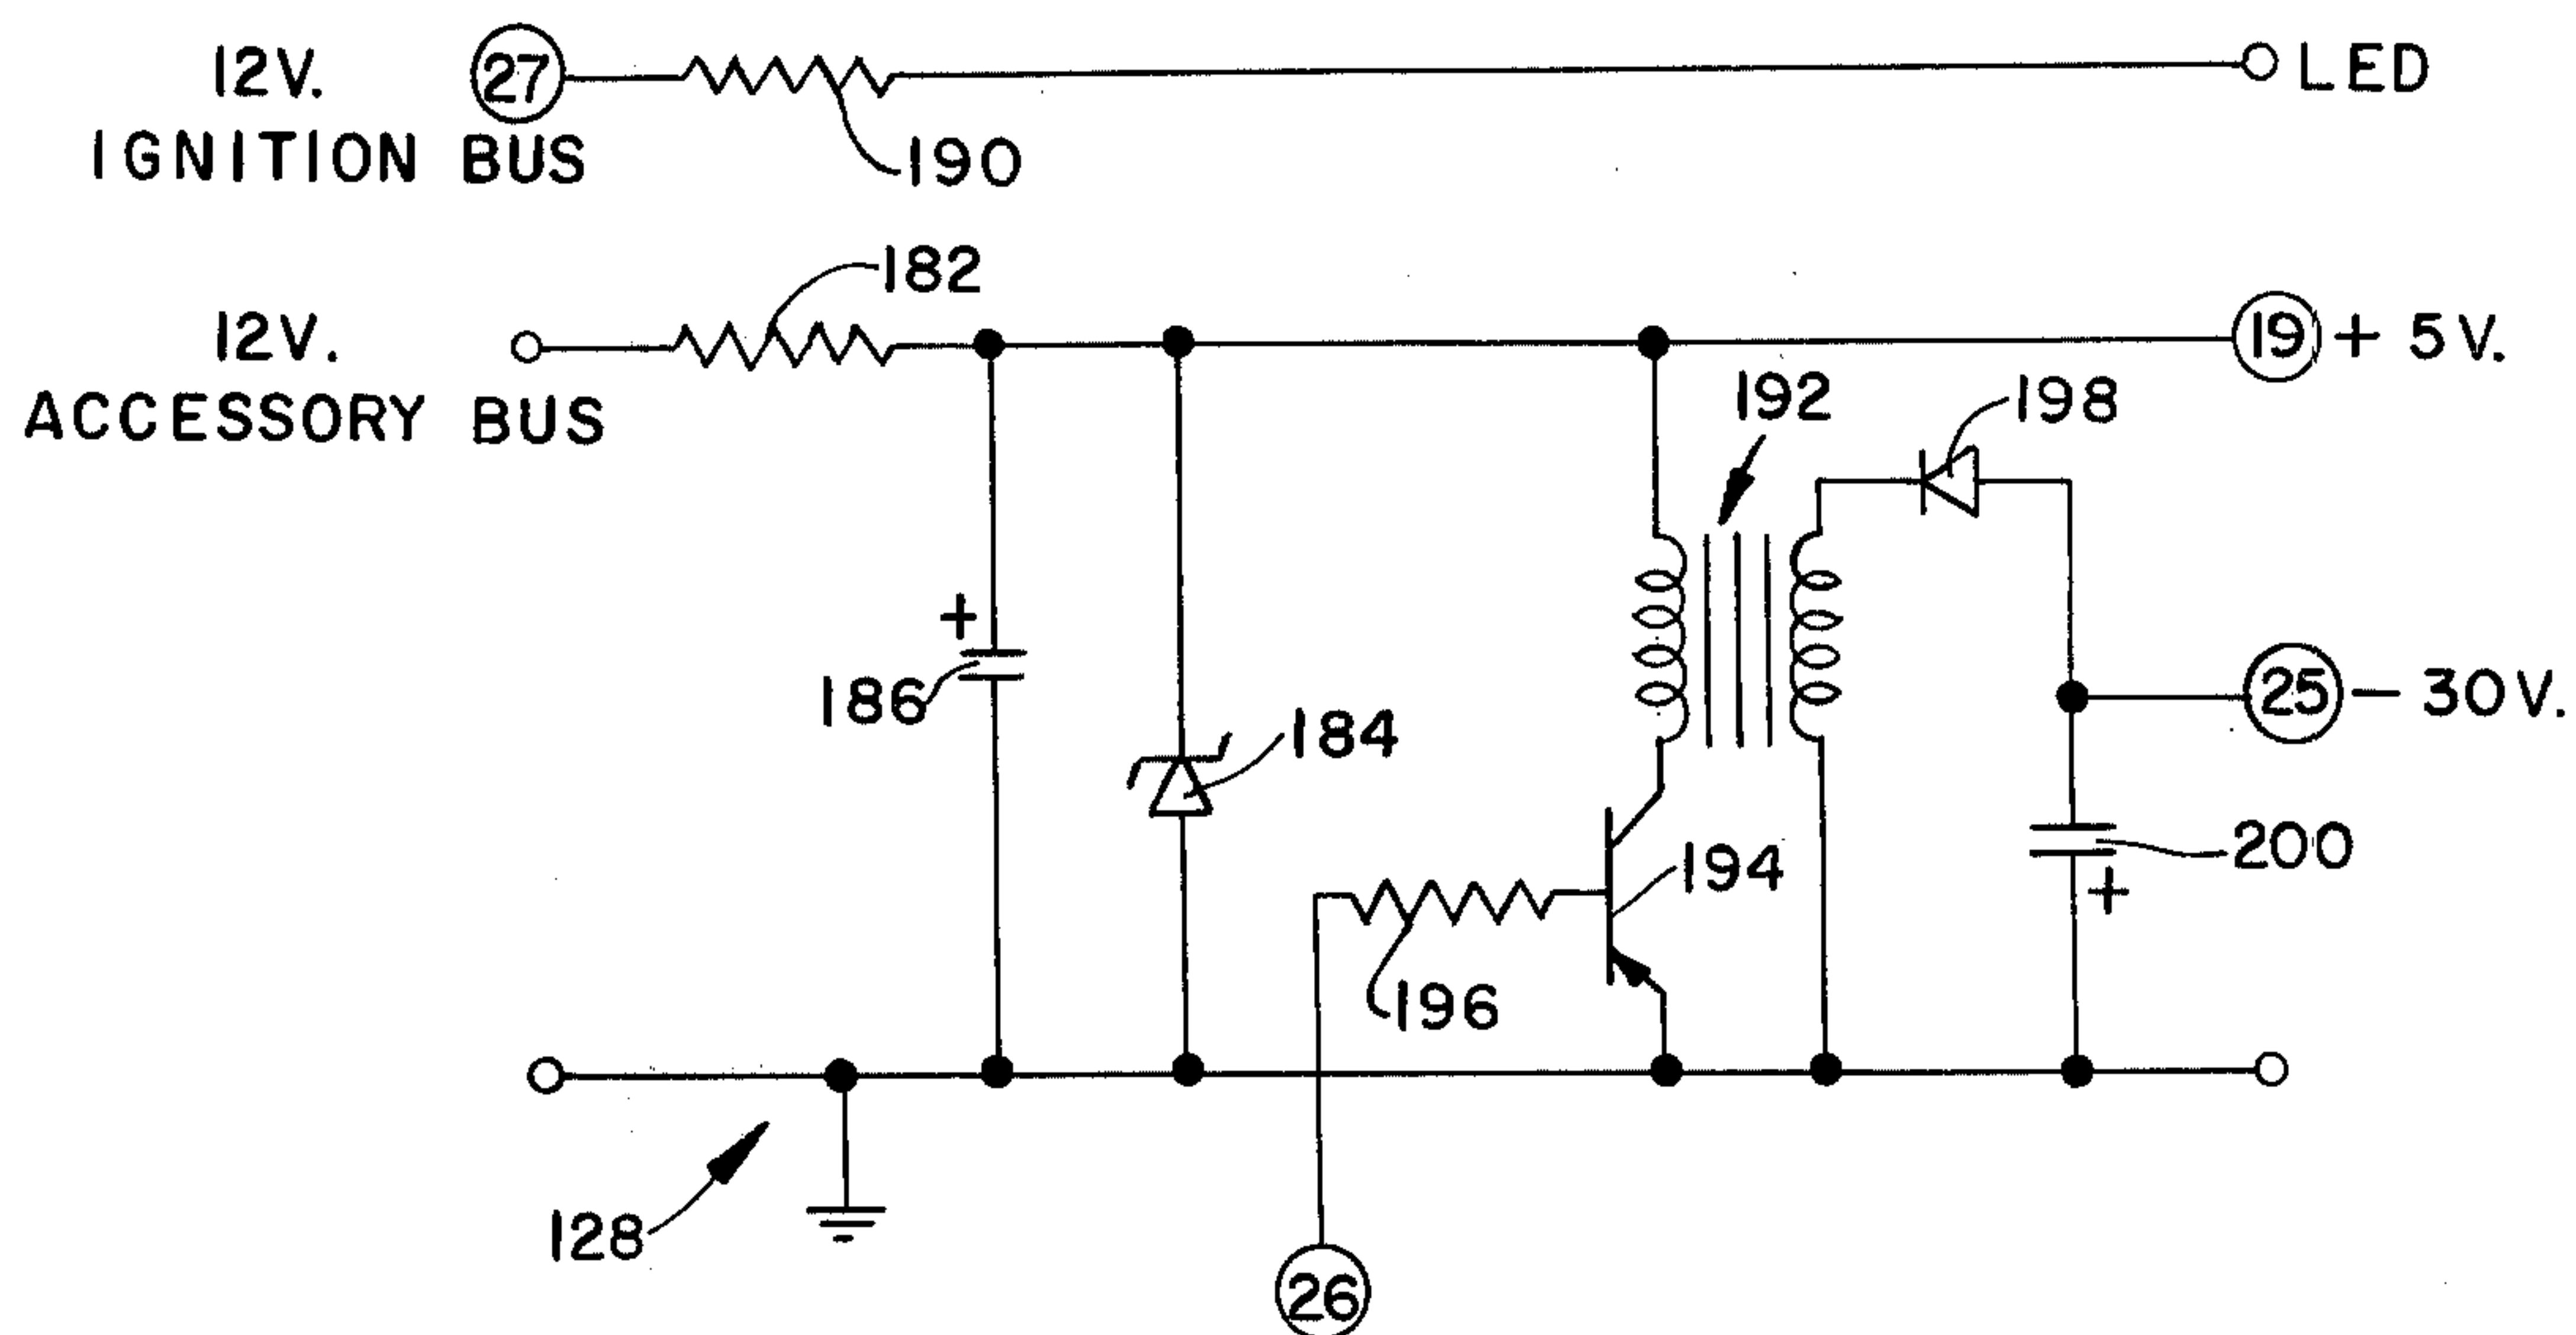 12V.
IGNITION BUS
27
190
LED
182
12V.
ACCESSORY BUS
19 + 5V.
192
198
+
186
184
25 - 30V.
194
200
+
196
128
26